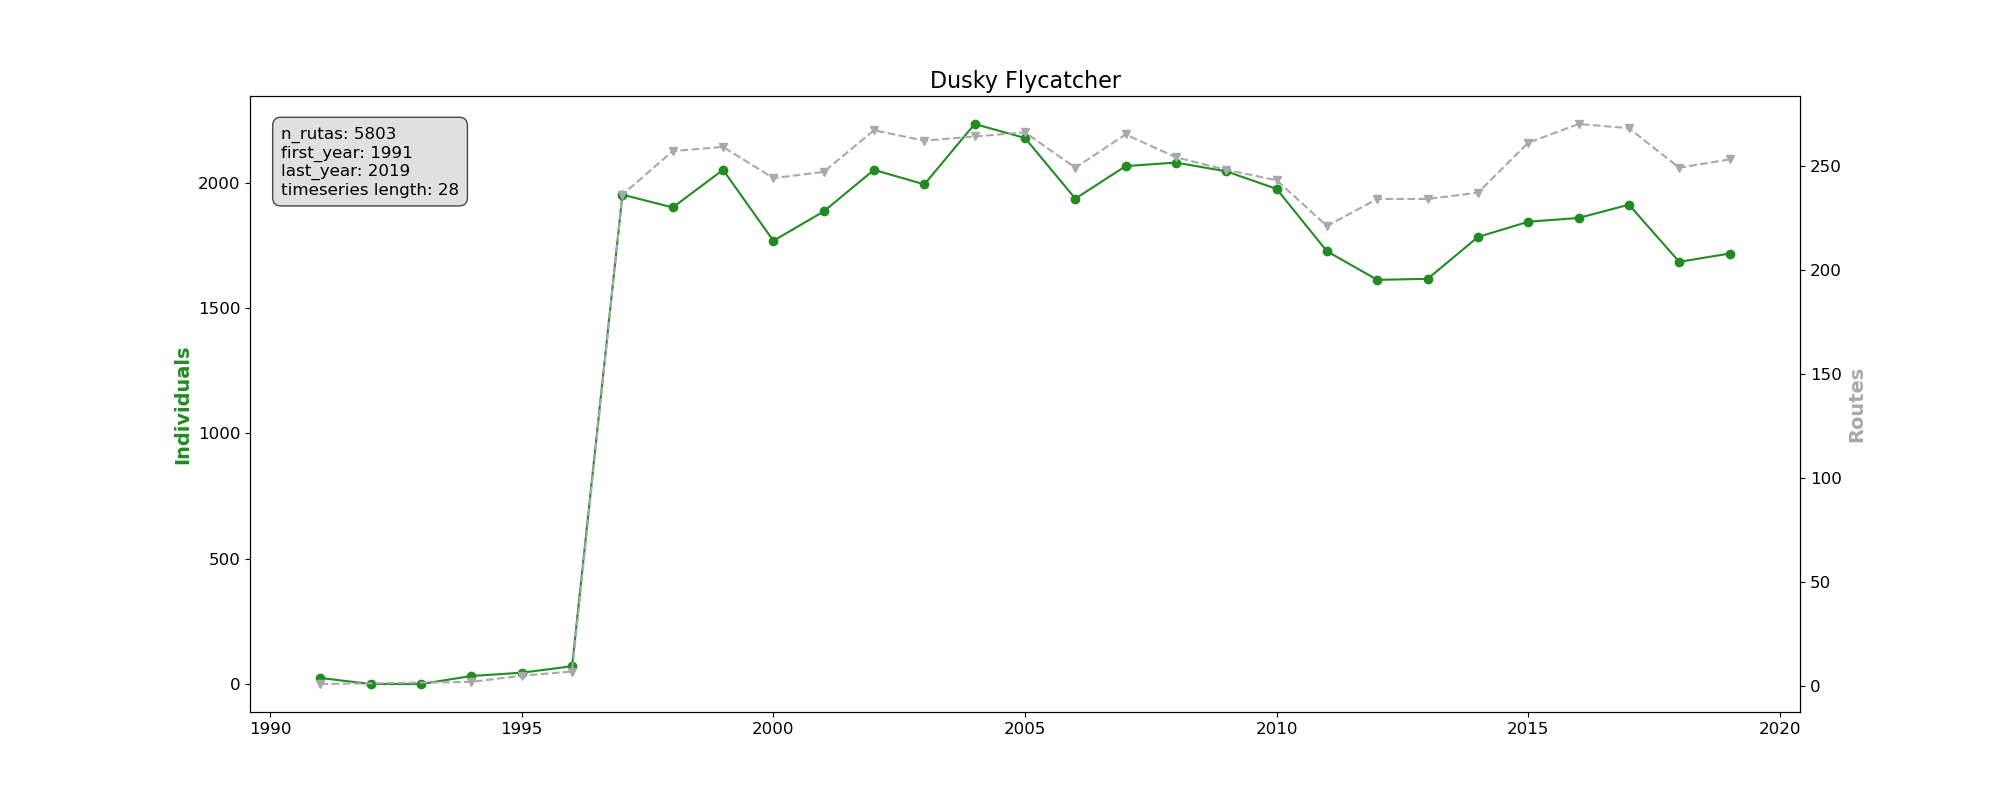 Dusky Flycatcher
n_rutas: 5803
first_year: 1991
last_year: 2019
timeseries length: 28
2000
1500
1000
500
0
Individuals
250
200
150
100
50
0
Routes
1990 1995 2000 2005 2010 2015 2020